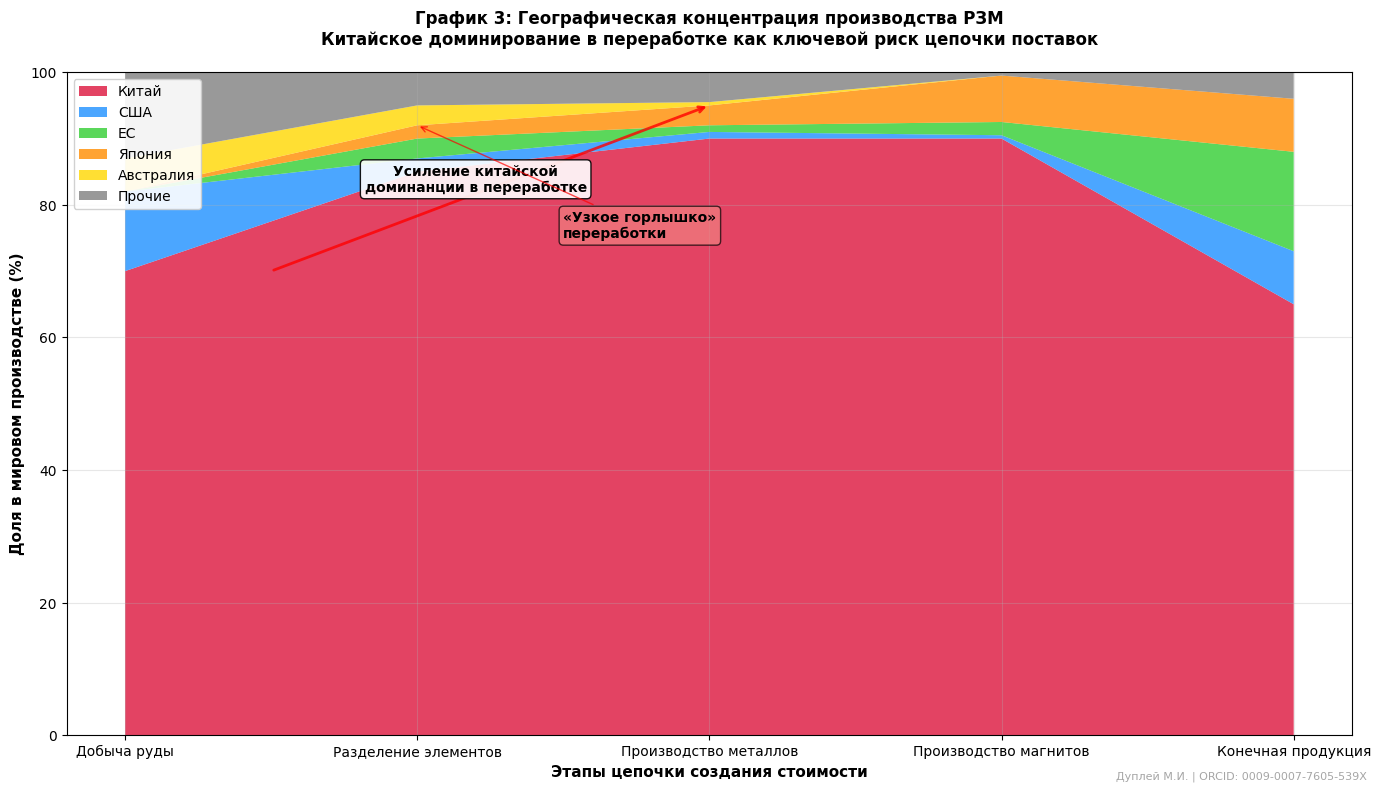 График 3: Географическая концентрация производства РЗМ
Китайское доминирование в переработке как ключевой риск цепочки поставок
Доля в мировом производстве (%)
100
80
60
40
20
0
Китай
США
ЕС
Япония
Австралия
Прочие
Усиление китайской
доминанции в переработке
«Узкое горлышко»
переработки
Добыча руды
Разделение элементов
Производство металлов
Производство магнитов
Конечная продукция
Этапы цепочки создания стоимости
Дуплей М.И. | ORCID: 0009-0007-7605-539X